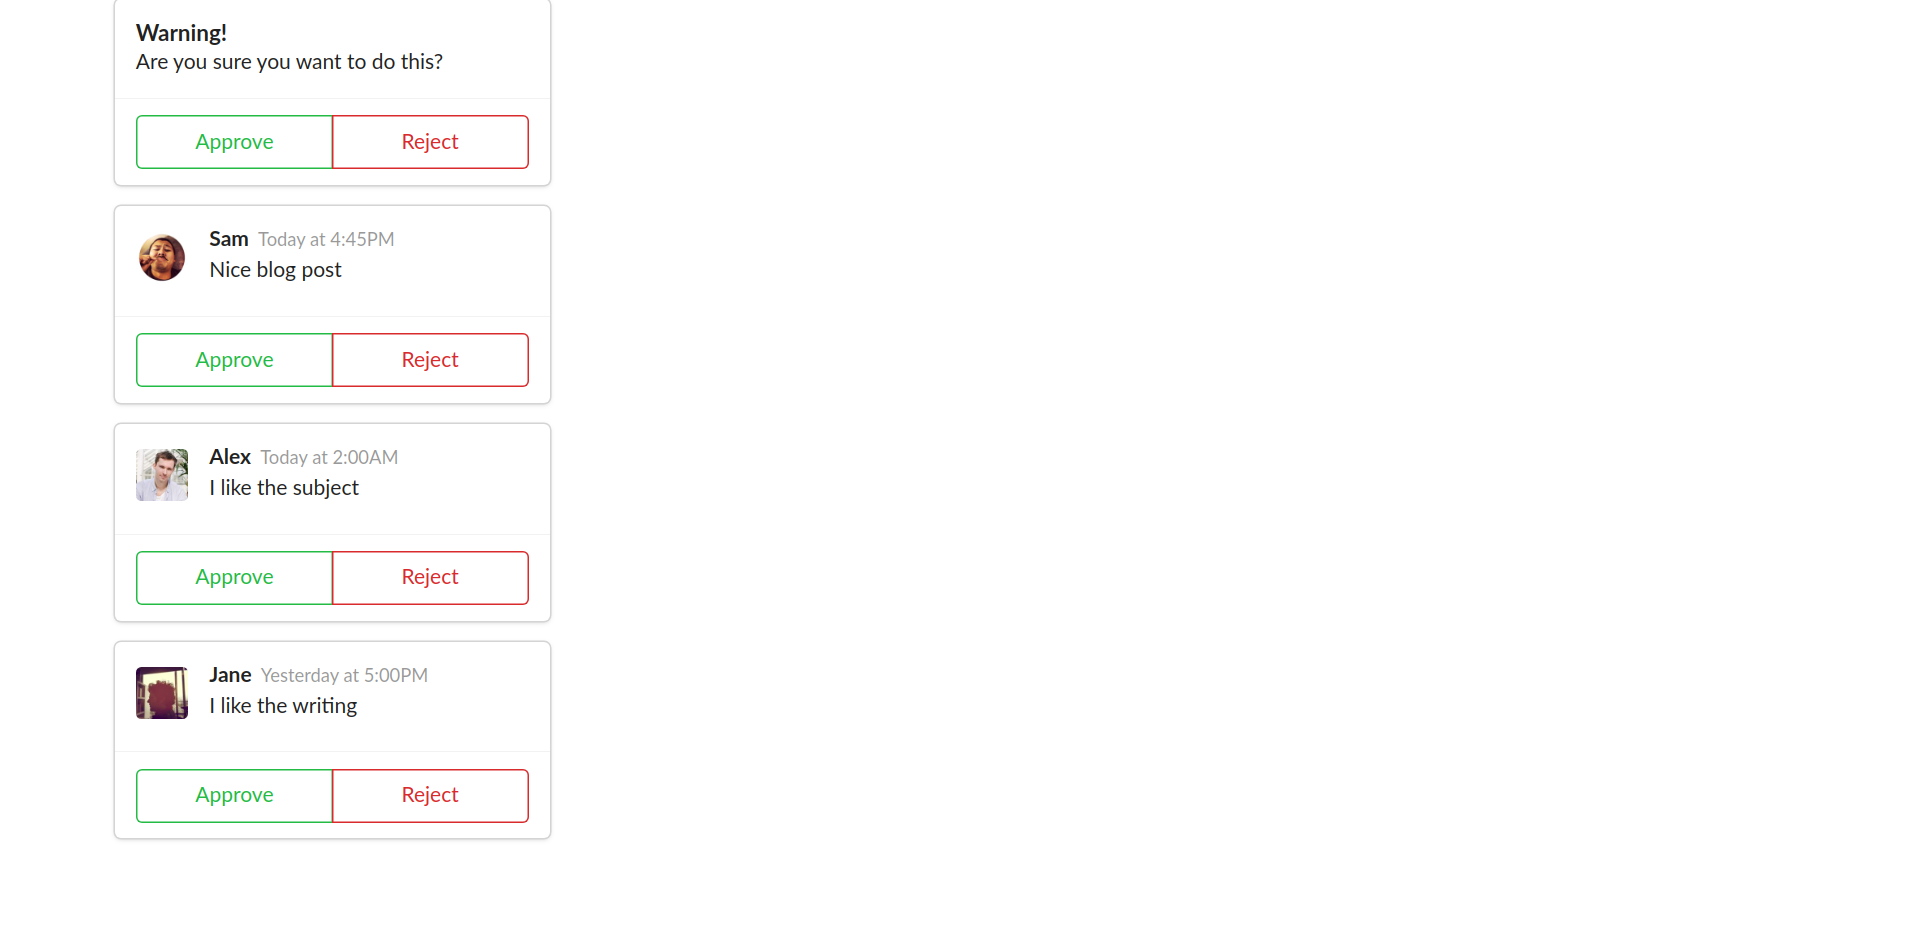 Warning!
Are you sure you want to do this?
Approve Reject
Sam Today at 4:45PM
Nice blog post
Approve Reject
Alex Today at 2:00AM
I like the subject
Approve Reject
Jane Yesterday at 5:00PM
I like the writing
Approve Reject